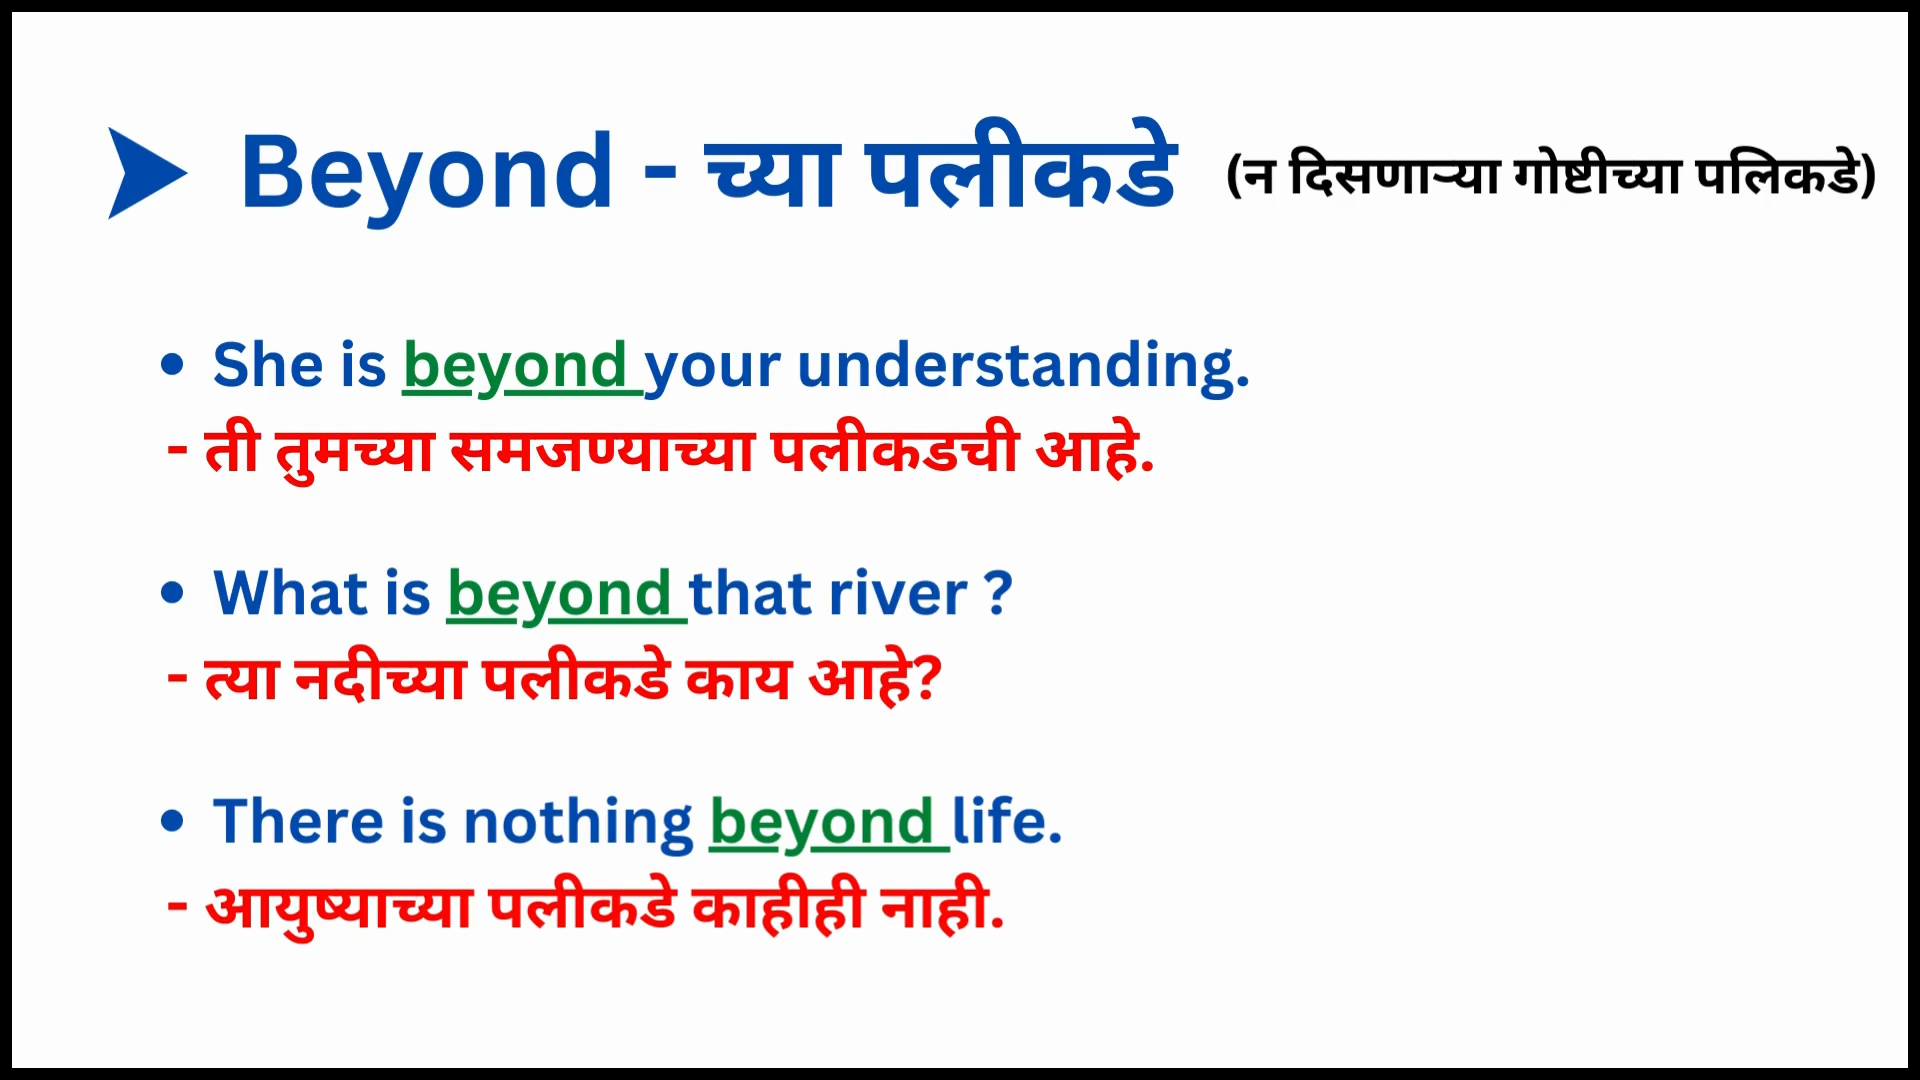 Beyond - च्या पलीकडे (न दिसणाऱ्या गोष्टीच्या पलिकडे)
• She is beyond your understanding.
- ती तुमच्या समजण्याच्या पलीकडची आहे.
• What is beyond that river ?
- त्या नदीच्या पलीकडे काय आहे?
• There is nothing beyond life.
- आयुष्याच्या पलीकडे काहीही नाही.